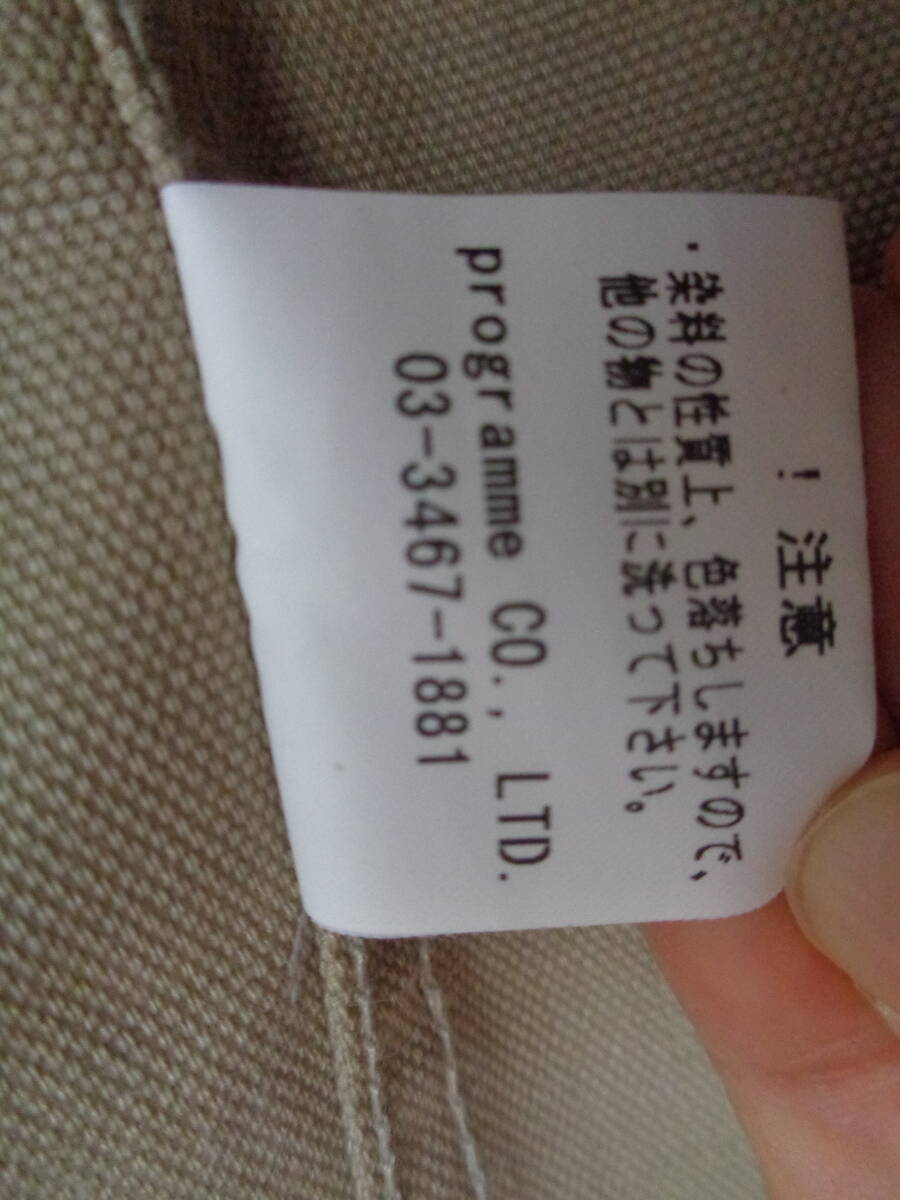 ! 注意
・染料の性質上、色落ちしますので、
他の物とは別に洗って下さい。
programme CO., LTD.
03-3467-1881